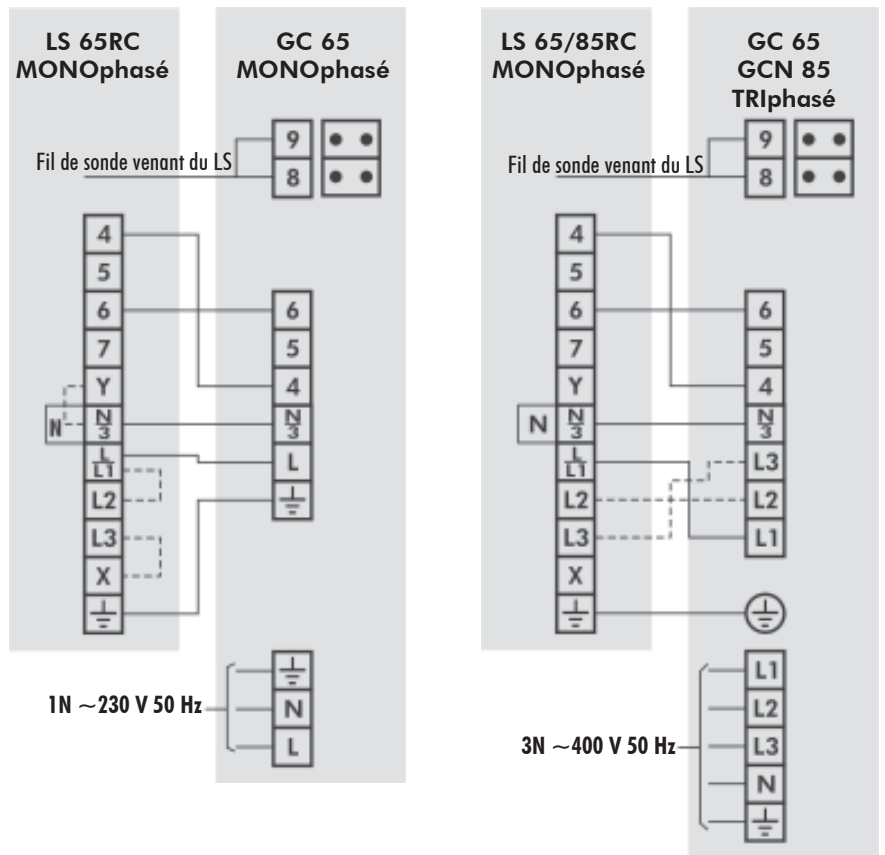 LS 65RC
MONOphasé
GC 65
MONOphasé
9
Fil de sonde venant du LS
8
4
5
6
6
7
5
Y
4
N
N
3
N
3
L
L1
L
L2
L3
X
1N ~230 V 50 Hz
N
L
LS 65/85RC
MONOphasé
GC 65
GCN 85
TRIphasé
9
Fil de sonde venant du LS
8
4
5
6
6
7
5
Y
4
N
N
3
N
3
L
L1
L3
L2
L2
L3
L1
X
L1
L2
3N ~400 V 50 Hz
L3
N